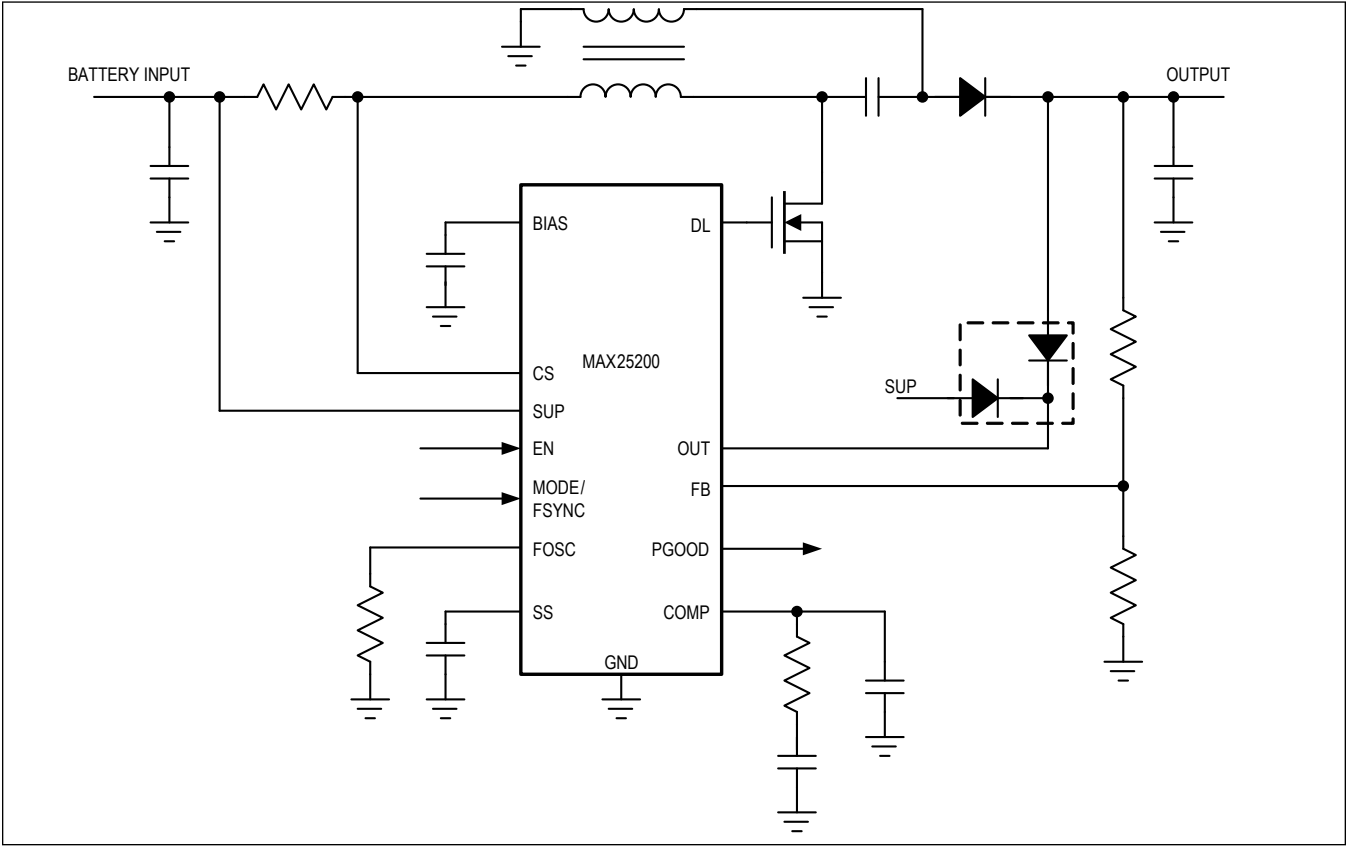 BATTERY INPUT
OUTPUT
BIAS
DL
MAX25200
CS
SUP
SUP
EN
OUT
MODE/
FSYNC
FB
FOSC
PGOOD
SS
COMP
GND